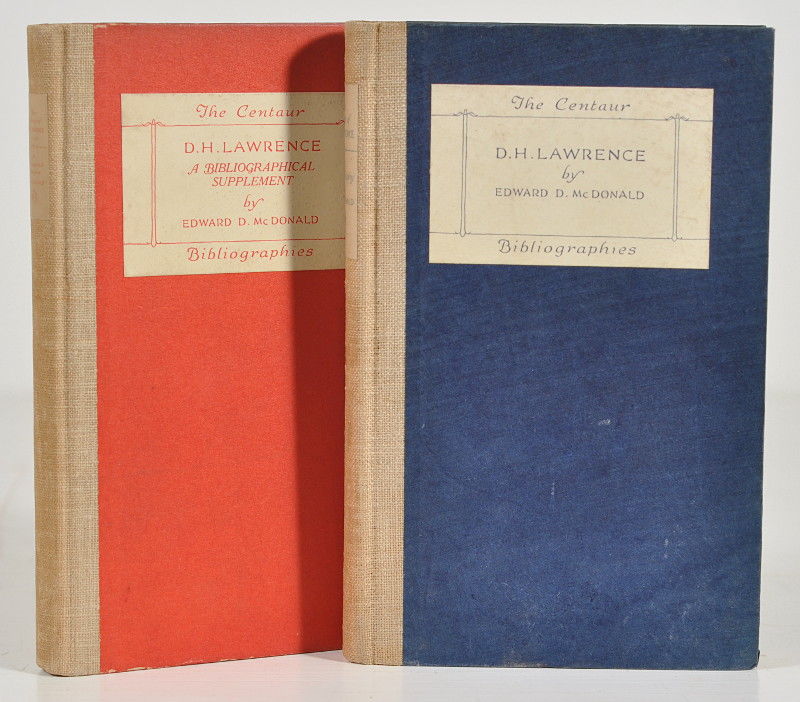 The Centaur
D.H. LAWRENCE
A BIBLIOGRAPHICAL
SUPPLEMENT
by
EDWARD D. McDONALD
Bibliographies
The Centaur
D.H. LAWRENCE
by
EDWARD D. McDONALD
Bibliographies